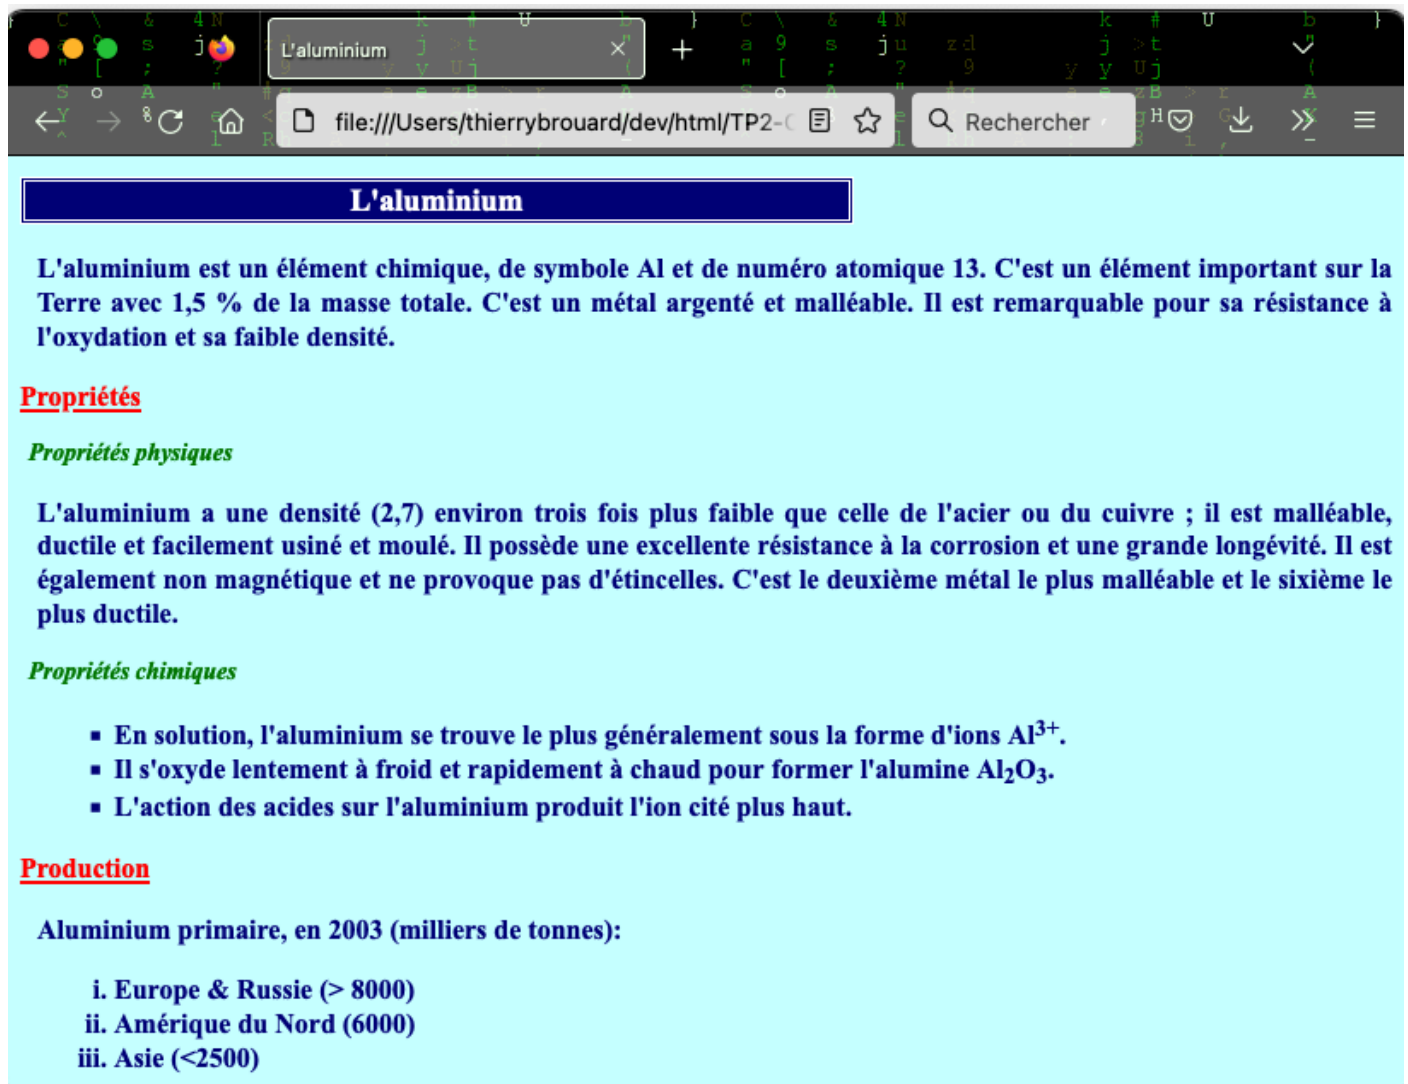 L'aluminium
file:///Users/thierrybrouard/dev/html/TP2-
Rechercher
L'aluminium
L'aluminium est un élément chimique, de symbole Al et de numéro atomique 13. C'est un élément important sur la
Terre avec 1,5 % de la masse totale. C'est un métal argenté et malléable. Il est remarquable pour sa résistance à
l'oxydation et sa faible densité.
Propriétés
Propriétés physiques
L'aluminium a une densité (2,7) environ trois fois plus faible que celle de l'acier ou du cuivre ; il est malléable,
ductile et facilement usiné et moulé. Il possède une excellente résistance à la corrosion et une grande longévité. Il est
également non magnétique et ne provoque pas d'étincelles. C'est le deuxième métal le plus malléable et le sixième le
plus ductile.
Propriétés chimiques
▪ En solution, l'aluminium se trouve le plus généralement sous la forme d'ions Al³⁺.
▪ Il s'oxyde lentement à froid et rapidement à chaud pour former l'alumine Al₂O₃.
▪ L'action des acides sur l'aluminium produit l'ion cité plus haut.
Production
Aluminium primaire, en 2003 (milliers de tonnes):
i. Europe & Russie (> 8000)
ii. Amérique du Nord (6000)
iii. Asie (<2500)